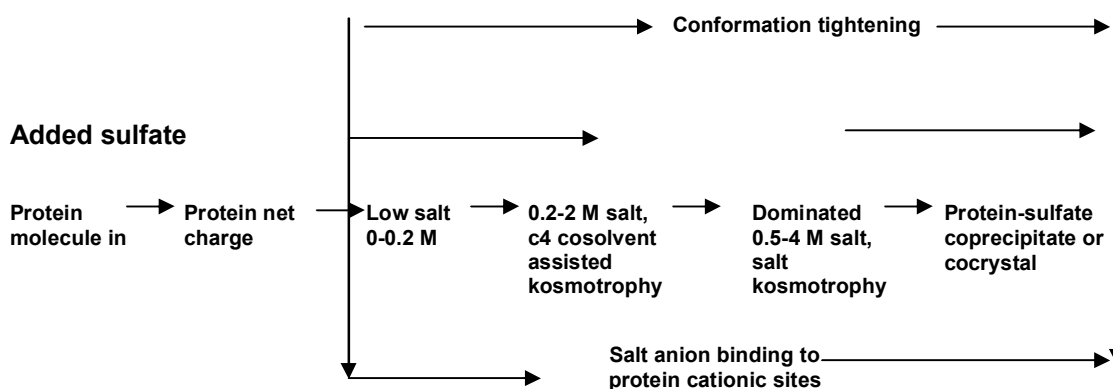 Conformation tightening
Added sulfate
Protein
molecule in
Protein net
charge
Low salt
0-0.2 M
0.2-2 M salt,
c4 cosolvent
assisted
kosmotrophy
Dominated
0.5-4 M salt,
salt
kosmotrophy
Protein-sulfate
coprecipitate or
cocrystal
Salt anion binding to
protein cationic sites